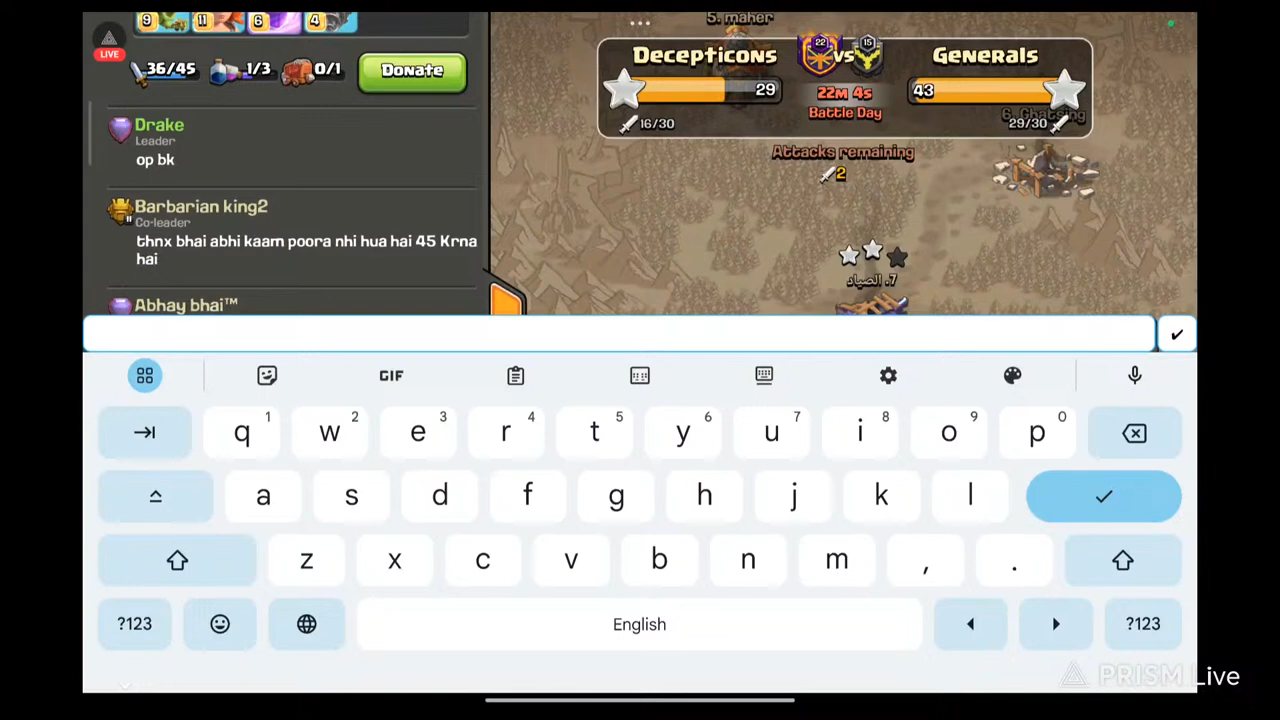 9 11 6 4
LIVE
36/45 1/3 0/1 Donate
Drake
Leader
op bk
Barbarian king2
Co-leader
thnx bhai abhi kaam poora nhi hua hai 45 Krna
hai
Abhay bhai™
5. maher
Decepticons 22 vs 15 Generals
29 22M 4s 43
Battle Day
16/30 29/30
6. Ghatsing
Attacks remaining
2
7. الصياد
GIF
q 1 w 2 e 3 r 4 t 5 y 6 u 7 i 8 o 9 p 0
a s d f g h j k l
z x c v b n m , .
?123 English ?123
PRISM Live